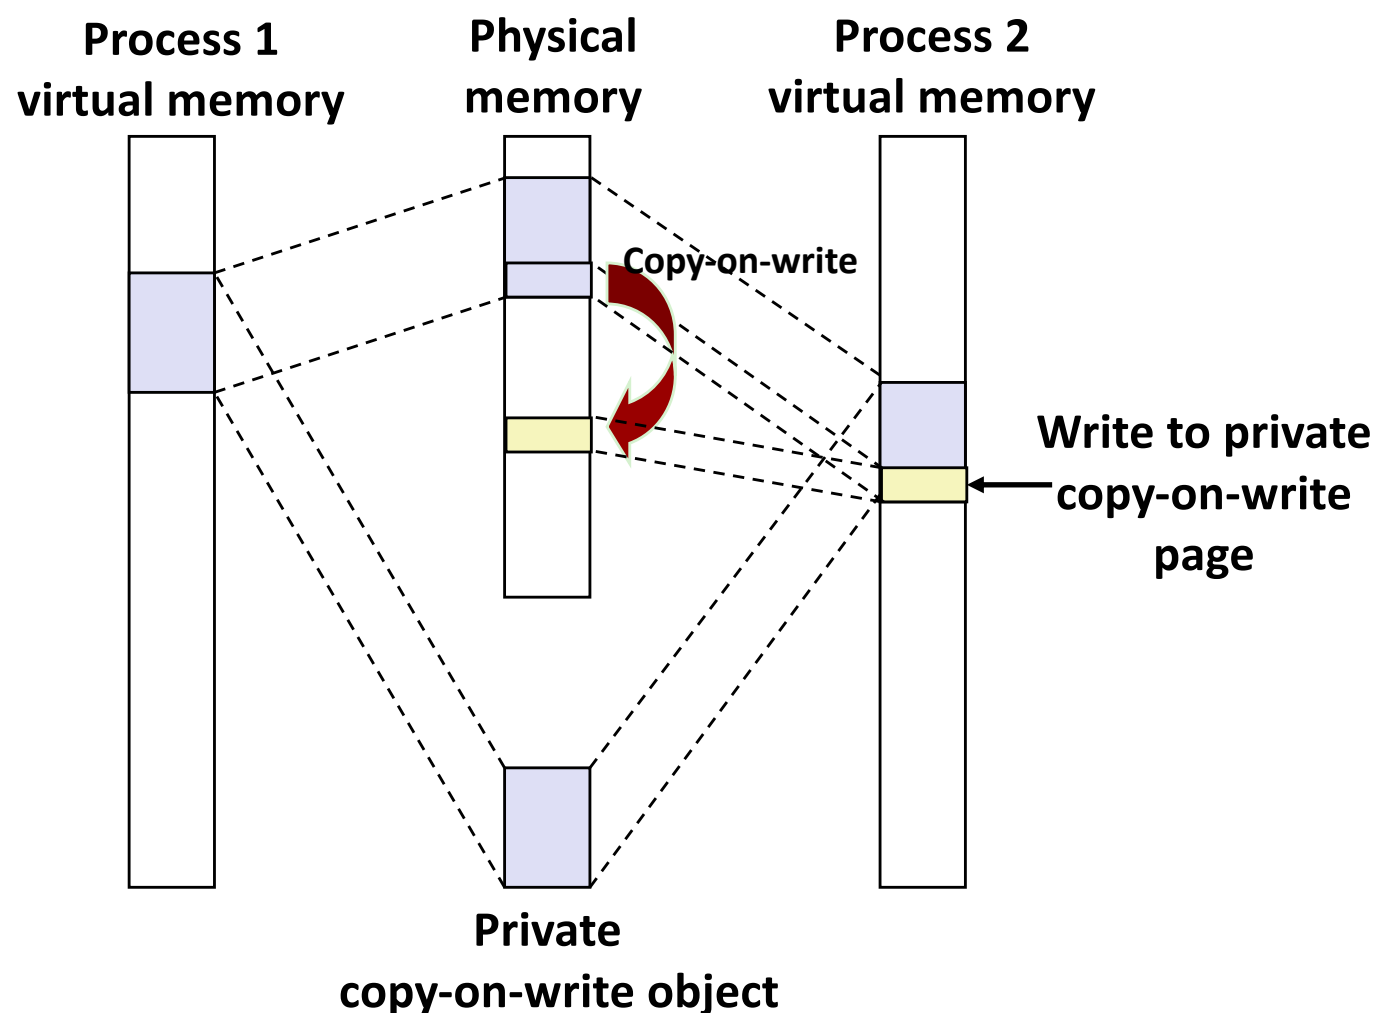 Process 1
virtual memory
Physical
memory
Process 2
virtual memory
Copy-on-write
Write to private
copy-on-write
page
Private
copy-on-write object